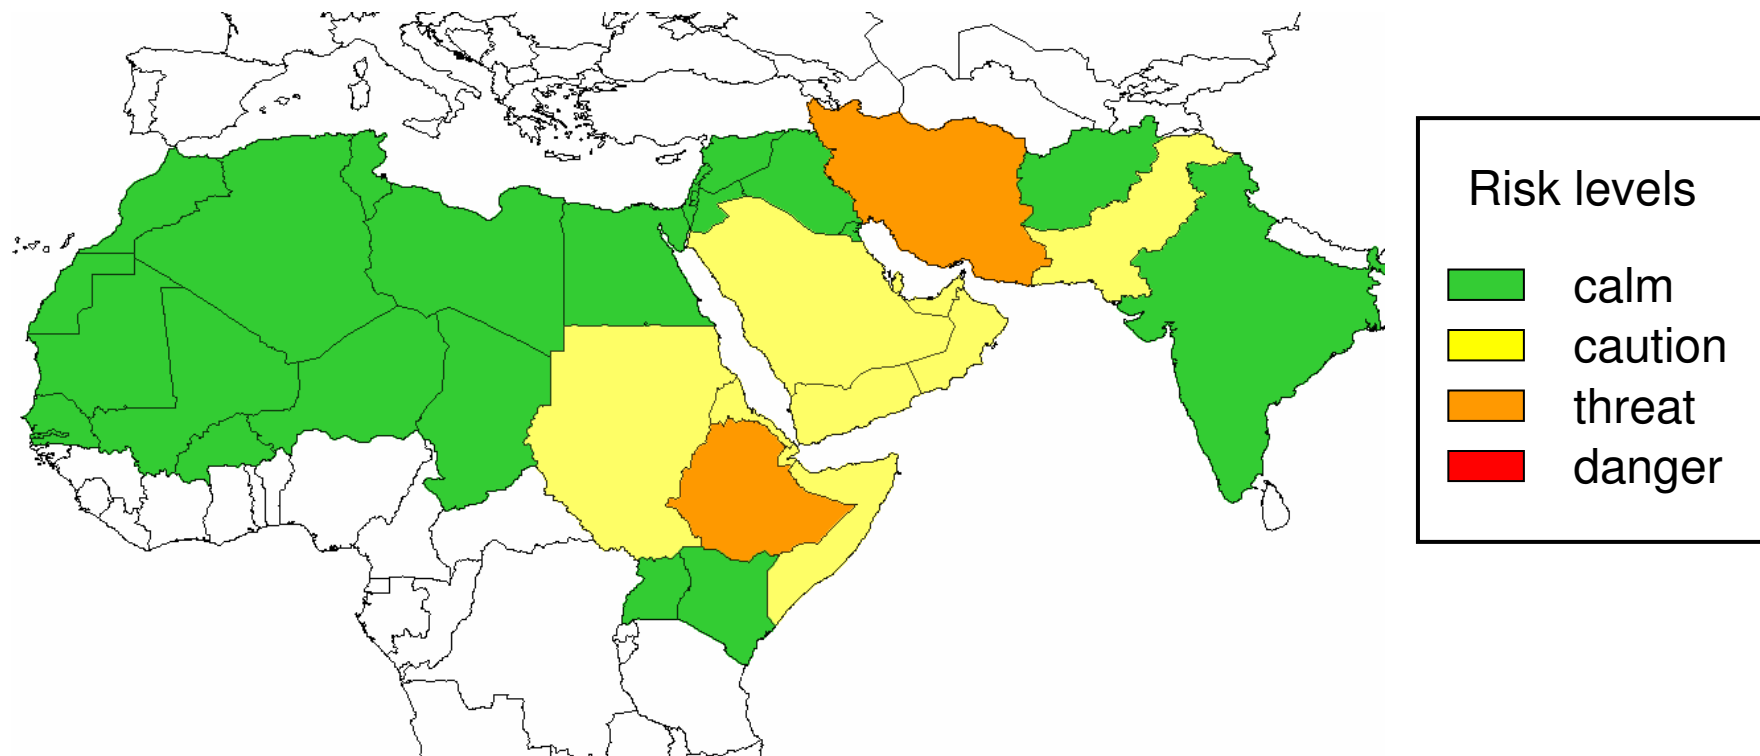 Risk levels
calm
caution
threat
danger